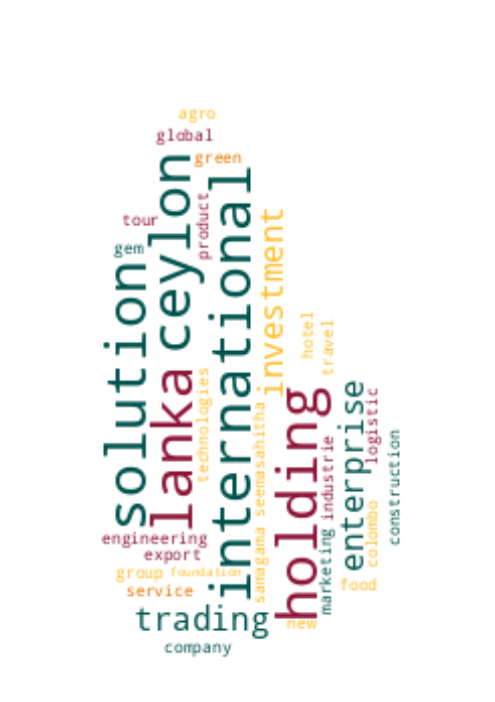 agro
global
green
ceylon
product
tour
gem
solution
international
investment
hotel
travel
lanka
technologies
samagama seemasahitha
holding
enterprise
logistic
industrie
construction
marketing
colombo
engineering
export
group
foundation
service
food
trading
new
company